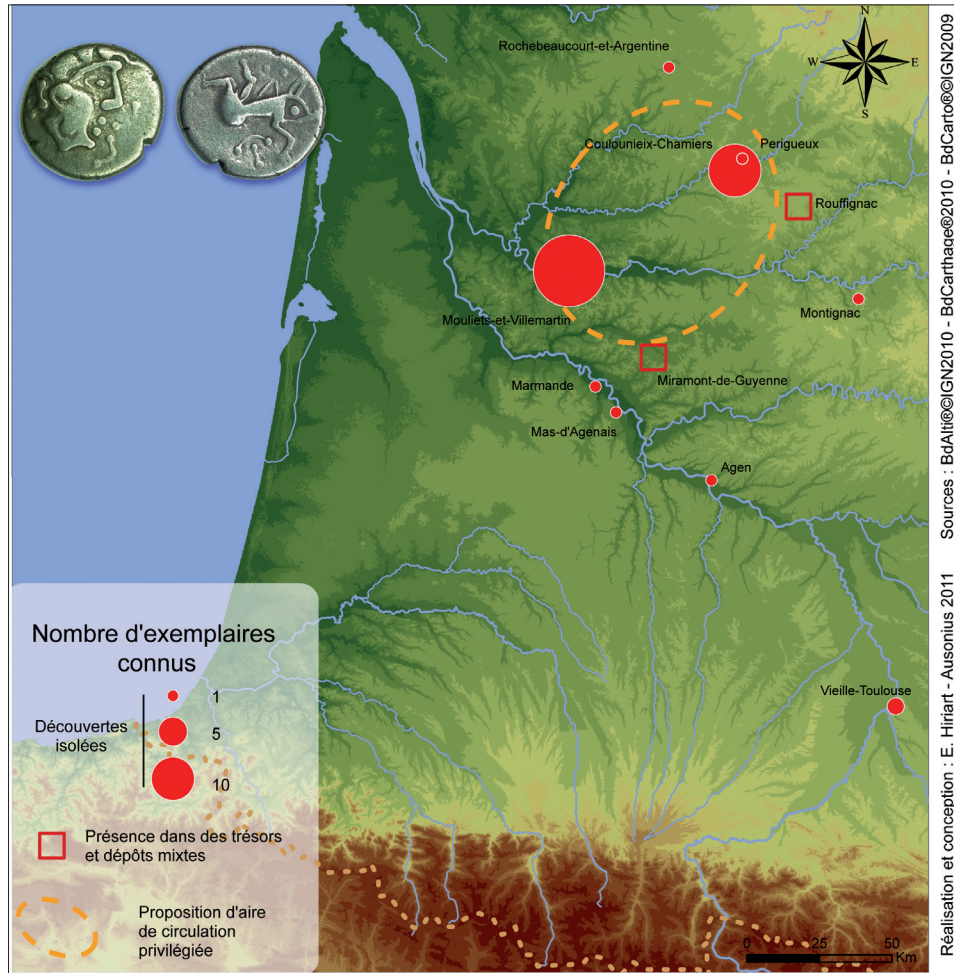 Rochebeaucourt-et-Argentine
N
W
E
S
Coulounieix-Chamiers
Perigueux
Rouffignac
Montignac
Mouliets-et-Villemartin
Miramont-de-Guyenne
Marmande
Mas-d'Agenais
Agen
Vieille-Toulouse
Nombre d'exemplaires
connus
Découvertes
isolées
1
5
10
Présence dans des trésors
et dépôts mixtes
Proposition d'aire
de circulation
privilégiée
0 25 50
Km
Réalisation et conception : E. Hiriart - Ausonius 2011 Sources : BdAlti®©IGN2010 - BdCarthage®2010 - BdCarto®©IGN2009